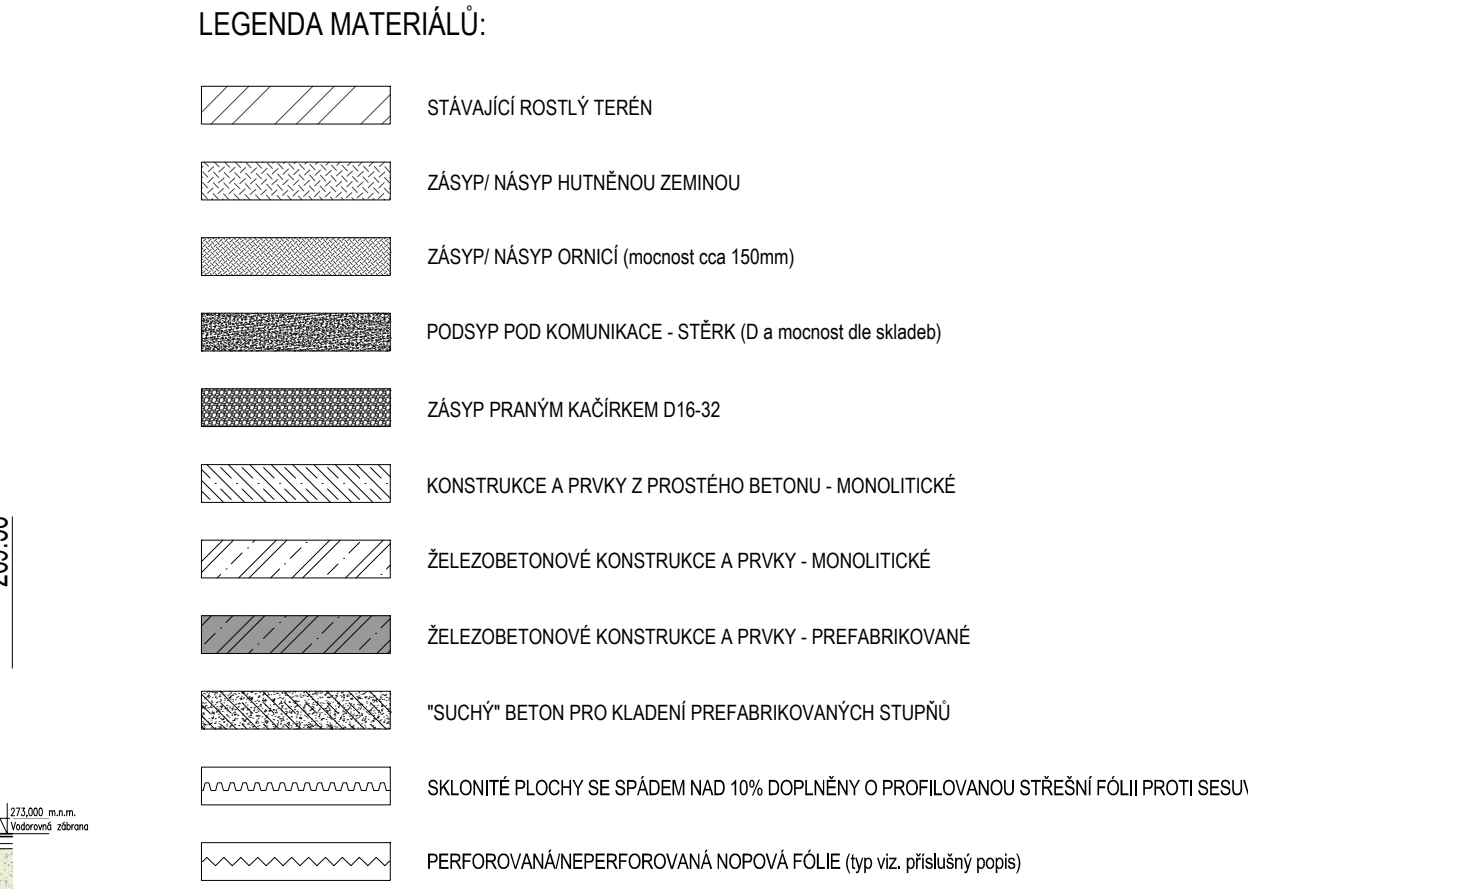 LEGENDA MATERIÁLŮ:
STÁVAJÍCÍ ROSTLÝ TERÉN
ZÁSYP/ NÁSYP HUTNĚNOU ZEMINOU
ZÁSYP/ NÁSYP ORNICÍ (mocnost cca 150mm)
PODSYP POD KOMUNIKACE - STĚRK (D a mocnost dle skladeb)
ZÁSYP PRANÝM KAČÍRKEM D16-32
KONSTRUKCE A PRVKY Z PROSTÉHO BETONU - MONOLITICKÉ
ŽELEZOBETONOVÉ KONSTRUKCE A PRVKY - MONOLITICKÉ
ŽELEZOBETONOVÉ KONSTRUKCE A PRVKY - PREFABRIKOVANÉ
"SUCHÝ" BETON PRO KLADENÍ PREFABRIKOVANÝCH STUPŇŮ
SKLONITÉ PLOCHY SE SPÁDEM NAD 10% DOPLNĚNY O PROFILOVANOU STŘEŠNÍ FÓLII PROTI
PERFOROVANÁ/NEPERFOROVANÁ NOPOVÁ FÓLIE (typ viz. příslušný popis)
273,000 m.n.m.
Vodorovná zábrana